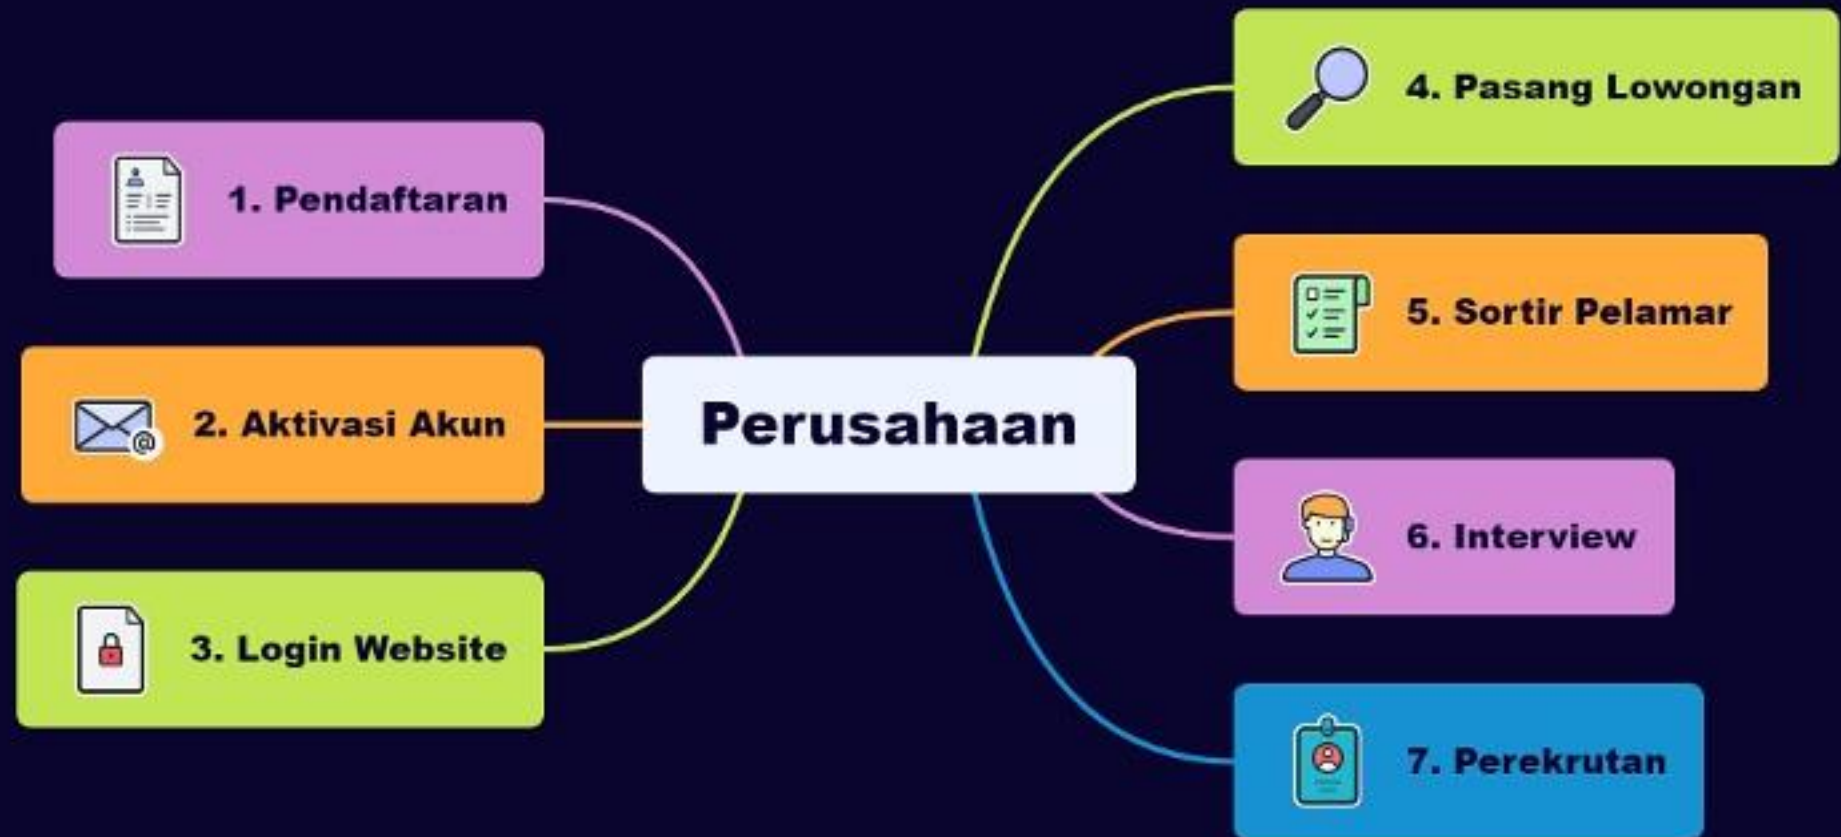 1. Pendaftaran
2. Aktivasi Akun
3. Login Website
Perusahaan
4. Pasang Lowongan
5. Sortir Pelamar
6. Interview
7. Perekrutan